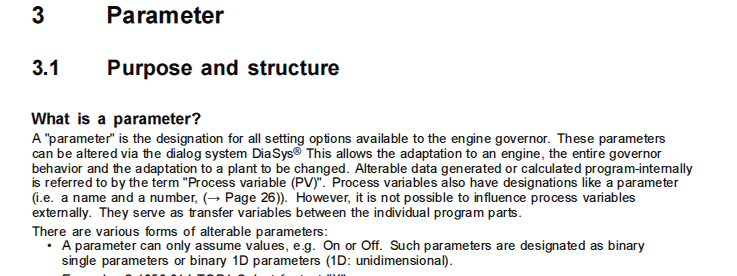 3 Parameter
3.1 Purpose and structure
What is a parameter?
A "parameter" is the designation for all setting options available to the engine governor. These parameters
can be altered via the dialog system DiaSys® This allows the adaptation to an engine, the entire governor
behavior and the adaptation to a plant to be changed. Alterable data generated or calculated program-internally
is referred to by the term "Process variable (PV)". Process variables also have designations like a parameter
(i.e. a name and a number, (→ Page 26)). However, it is not possible to influence process variables
externally. They serve as transfer variables between the individual program parts.
There are various forms of alterable parameters:
• A parameter can only assume values, e.g. On or Off. Such parameters are designated as binary
single parameters or binary 1D parameters (1D: unidimensional).